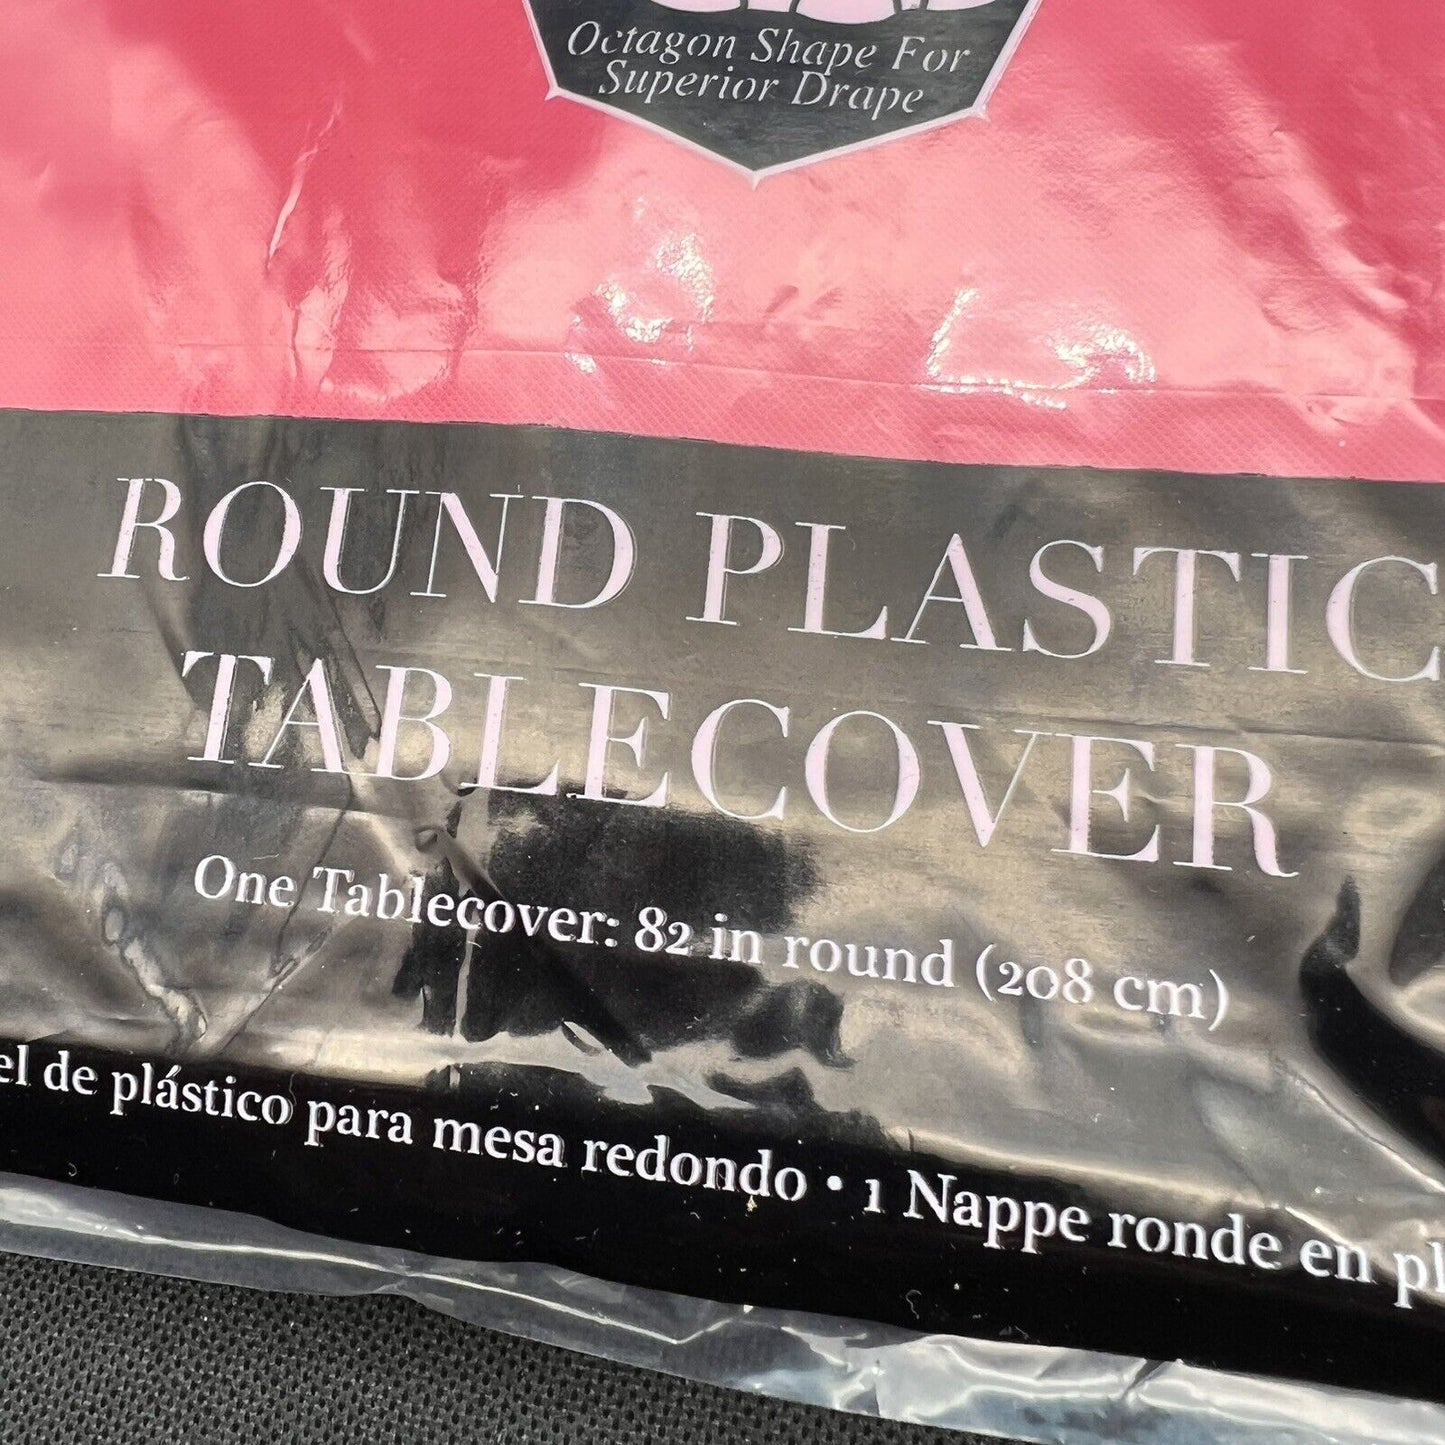 Octagon Shape For
Superior Drape
ROUND PLASTIC
TABLECOVER
One Tablecover: 82 in round (208 cm)
de plástico para mesa redondo • 1 Nappe ronde en